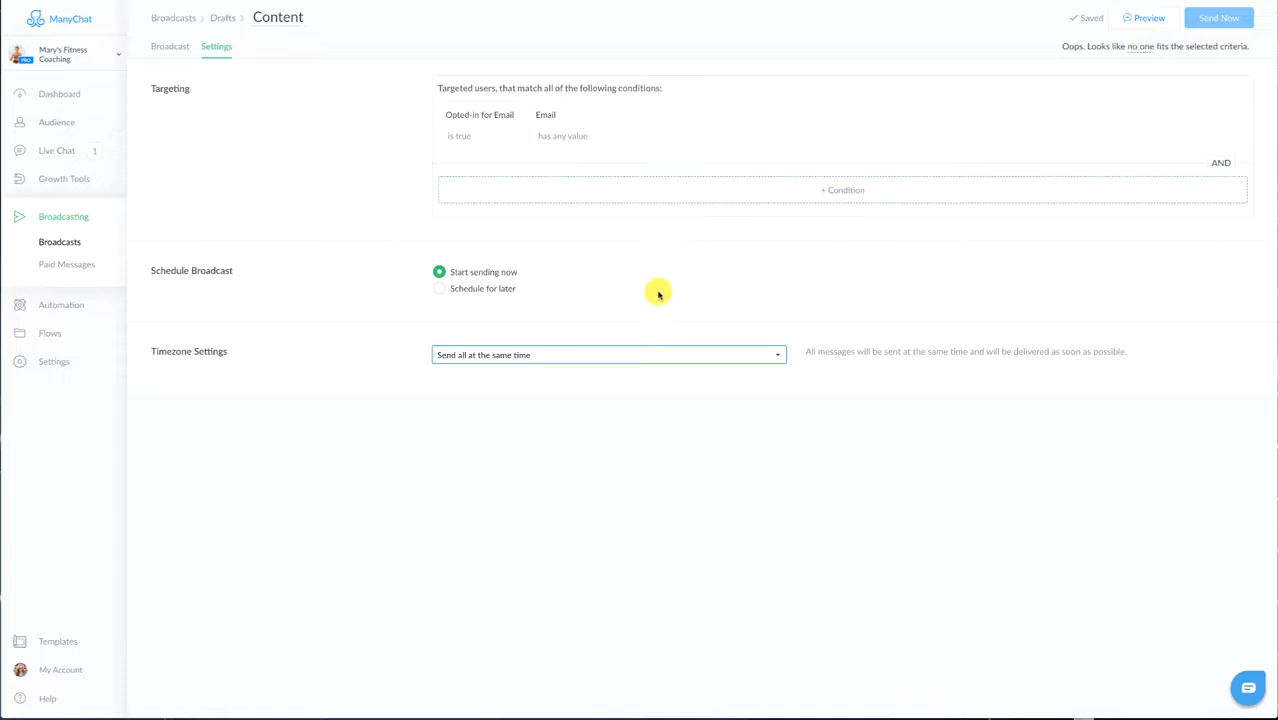 ManyChat
Broadcasts > Drafts > Content
Saved
Preview
Send Now
Mary's Fitness
Coaching
PRO
Broadcast
Settings
Oops. Looks like no one fits the selected criteria.
Dashboard
Audience
Live Chat 1
Growth Tools
Broadcasting
Broadcasts
Paid Messages
Automation
Flows
Settings
Templates
My Account
Help
Targeting
Targeted users, that match all of the following conditions:
Opted-in for Email
is true
Email
has any value
AND
+ Condition
Schedule Broadcast
Start sending now
Schedule for later
Timezone Settings
Send all at the same time
All messages will be sent at the same time and will be delivered as soon as possible.